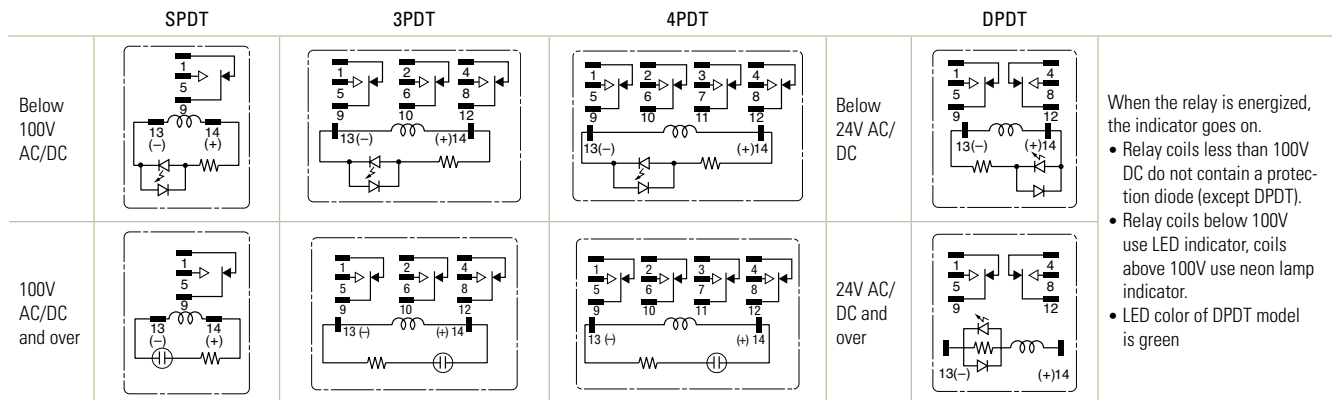 SPDT
3PDT
4PDT
DPDT
Below
100V
AC/DC
1
5
9
13
(–)
14
(+)
1
5
9
2
6
10
4
8
12
13(–)
(+)14
1
5
9
2
6
10
3
7
11
4
8
12
13(–)
(+)14
Below
24V AC/
DC
1
5
9
4
8
12
13(–)
(+)14
When the relay is energized,
the indicator goes on.
• Relay coils less than 100V
DC do not contain a protec-
tion diode (except DPDT).
• Relay coils below 100V
use LED indicator, coils
above 100V use neon lamp
indicator.
• LED color of DPDT model
is green
100V
AC/DC
and over
1
5
9
13
(–)
14
(+)
1
5
9
2
6
10
4
8
12
13 (–)
(+) 14
1
5
9
2
6
10
3
7
11
4
8
12
13 (–)
(+) 14
24V AC/
DC and
over
1
5
9
4
8
12
13(–)
(+)14